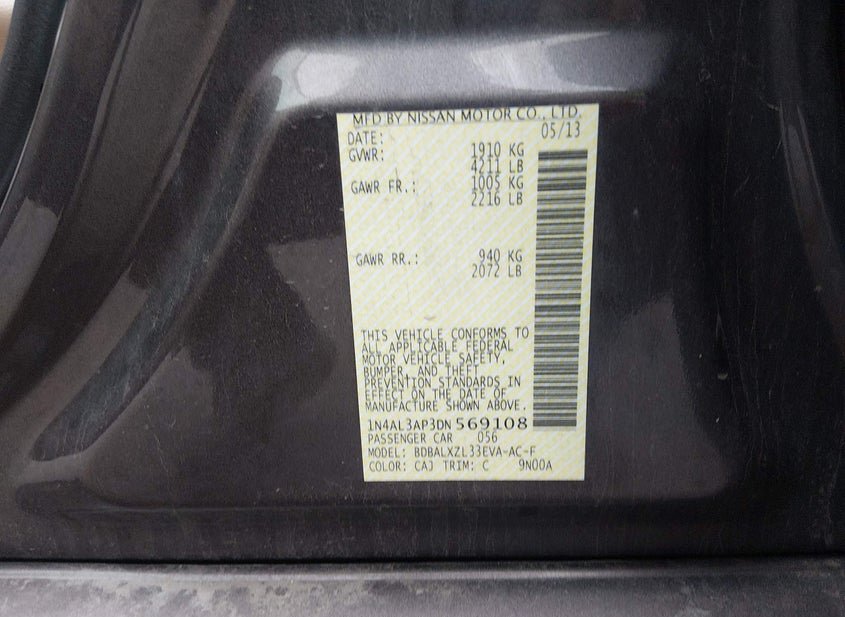 MFD BY NISSAN MOTOR CO., LTD.
DATE: 05/13
GVWR: 1910 KG
4211 LB
GAWR FR.: 1005 KG
2216 LB
GAWR RR.: 940 KG
2072 LB
THIS VEHICLE CONFORMS TO
ALL APPLICABLE FEDERAL
MOTOR VEHICLE SAFETY,
BUMPER, AND THEFT
PREVENTION STANDARDS IN
EFFECT ON THE DATE OF
MANUFACTURE SHOWN ABOVE.
1N4AL3AP3DN569108
PASSENGER CAR 056
MODEL: BDBALXZL33EVA-AC-F
COLOR: CAJ TRIM: C 9N00A